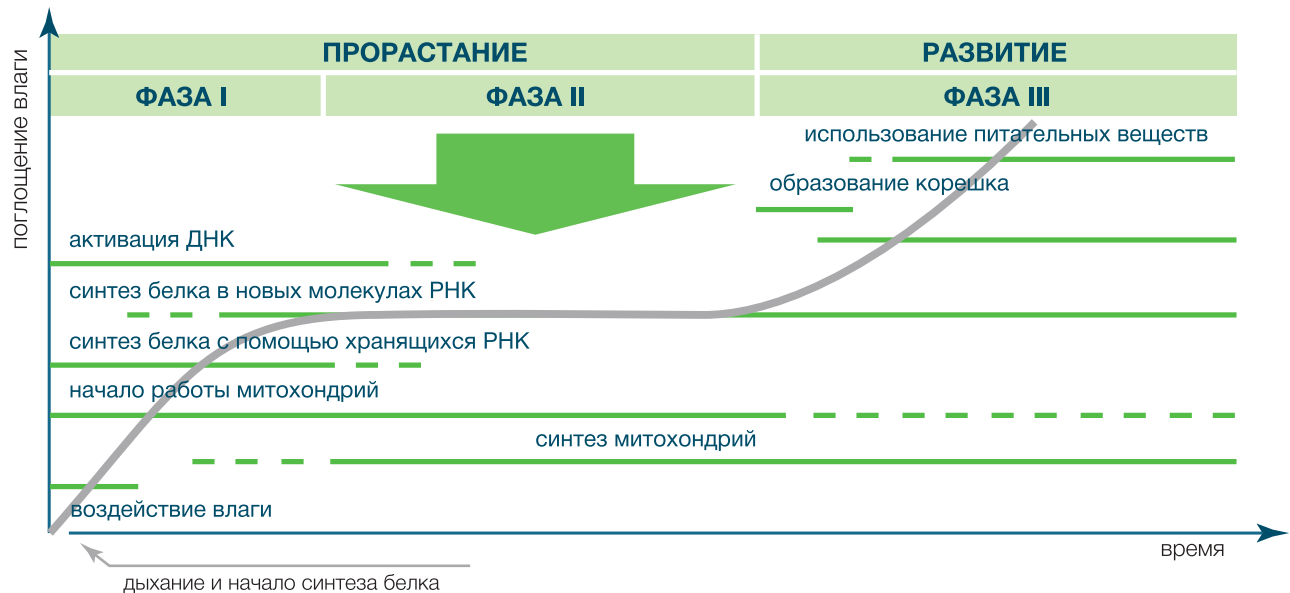 поглощение влаги
ПРОРАСТАНИЕ
РАЗВИТИЕ
ФАЗА I
ФАЗА II
ФАЗА III
использование питательных веществ
образование корешка
активация ДНК
синтез белка в новых молекулах РНК
синтез белка с помощью хранящихся РНК
начало работы митохондрий
синтез митохондрий
воздействие влаги
время
дыхание и начало синтеза белка